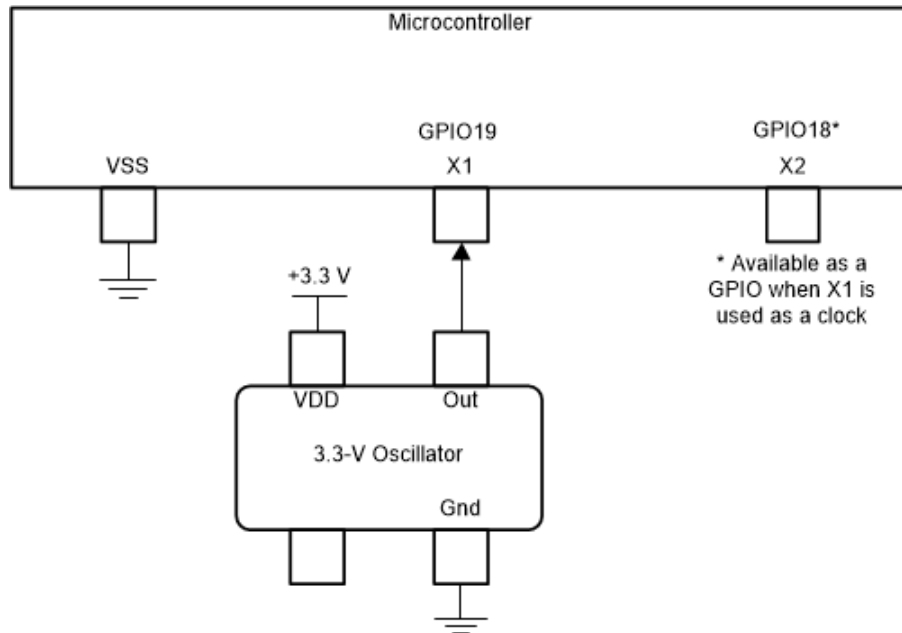 Microcontroller
GPIO19
GPIO18*
VSS
X1
X2
* Available as a
GPIO when X1 is
used as a clock
+3.3 V
VDD
Out
3.3-V Oscillator
Gnd